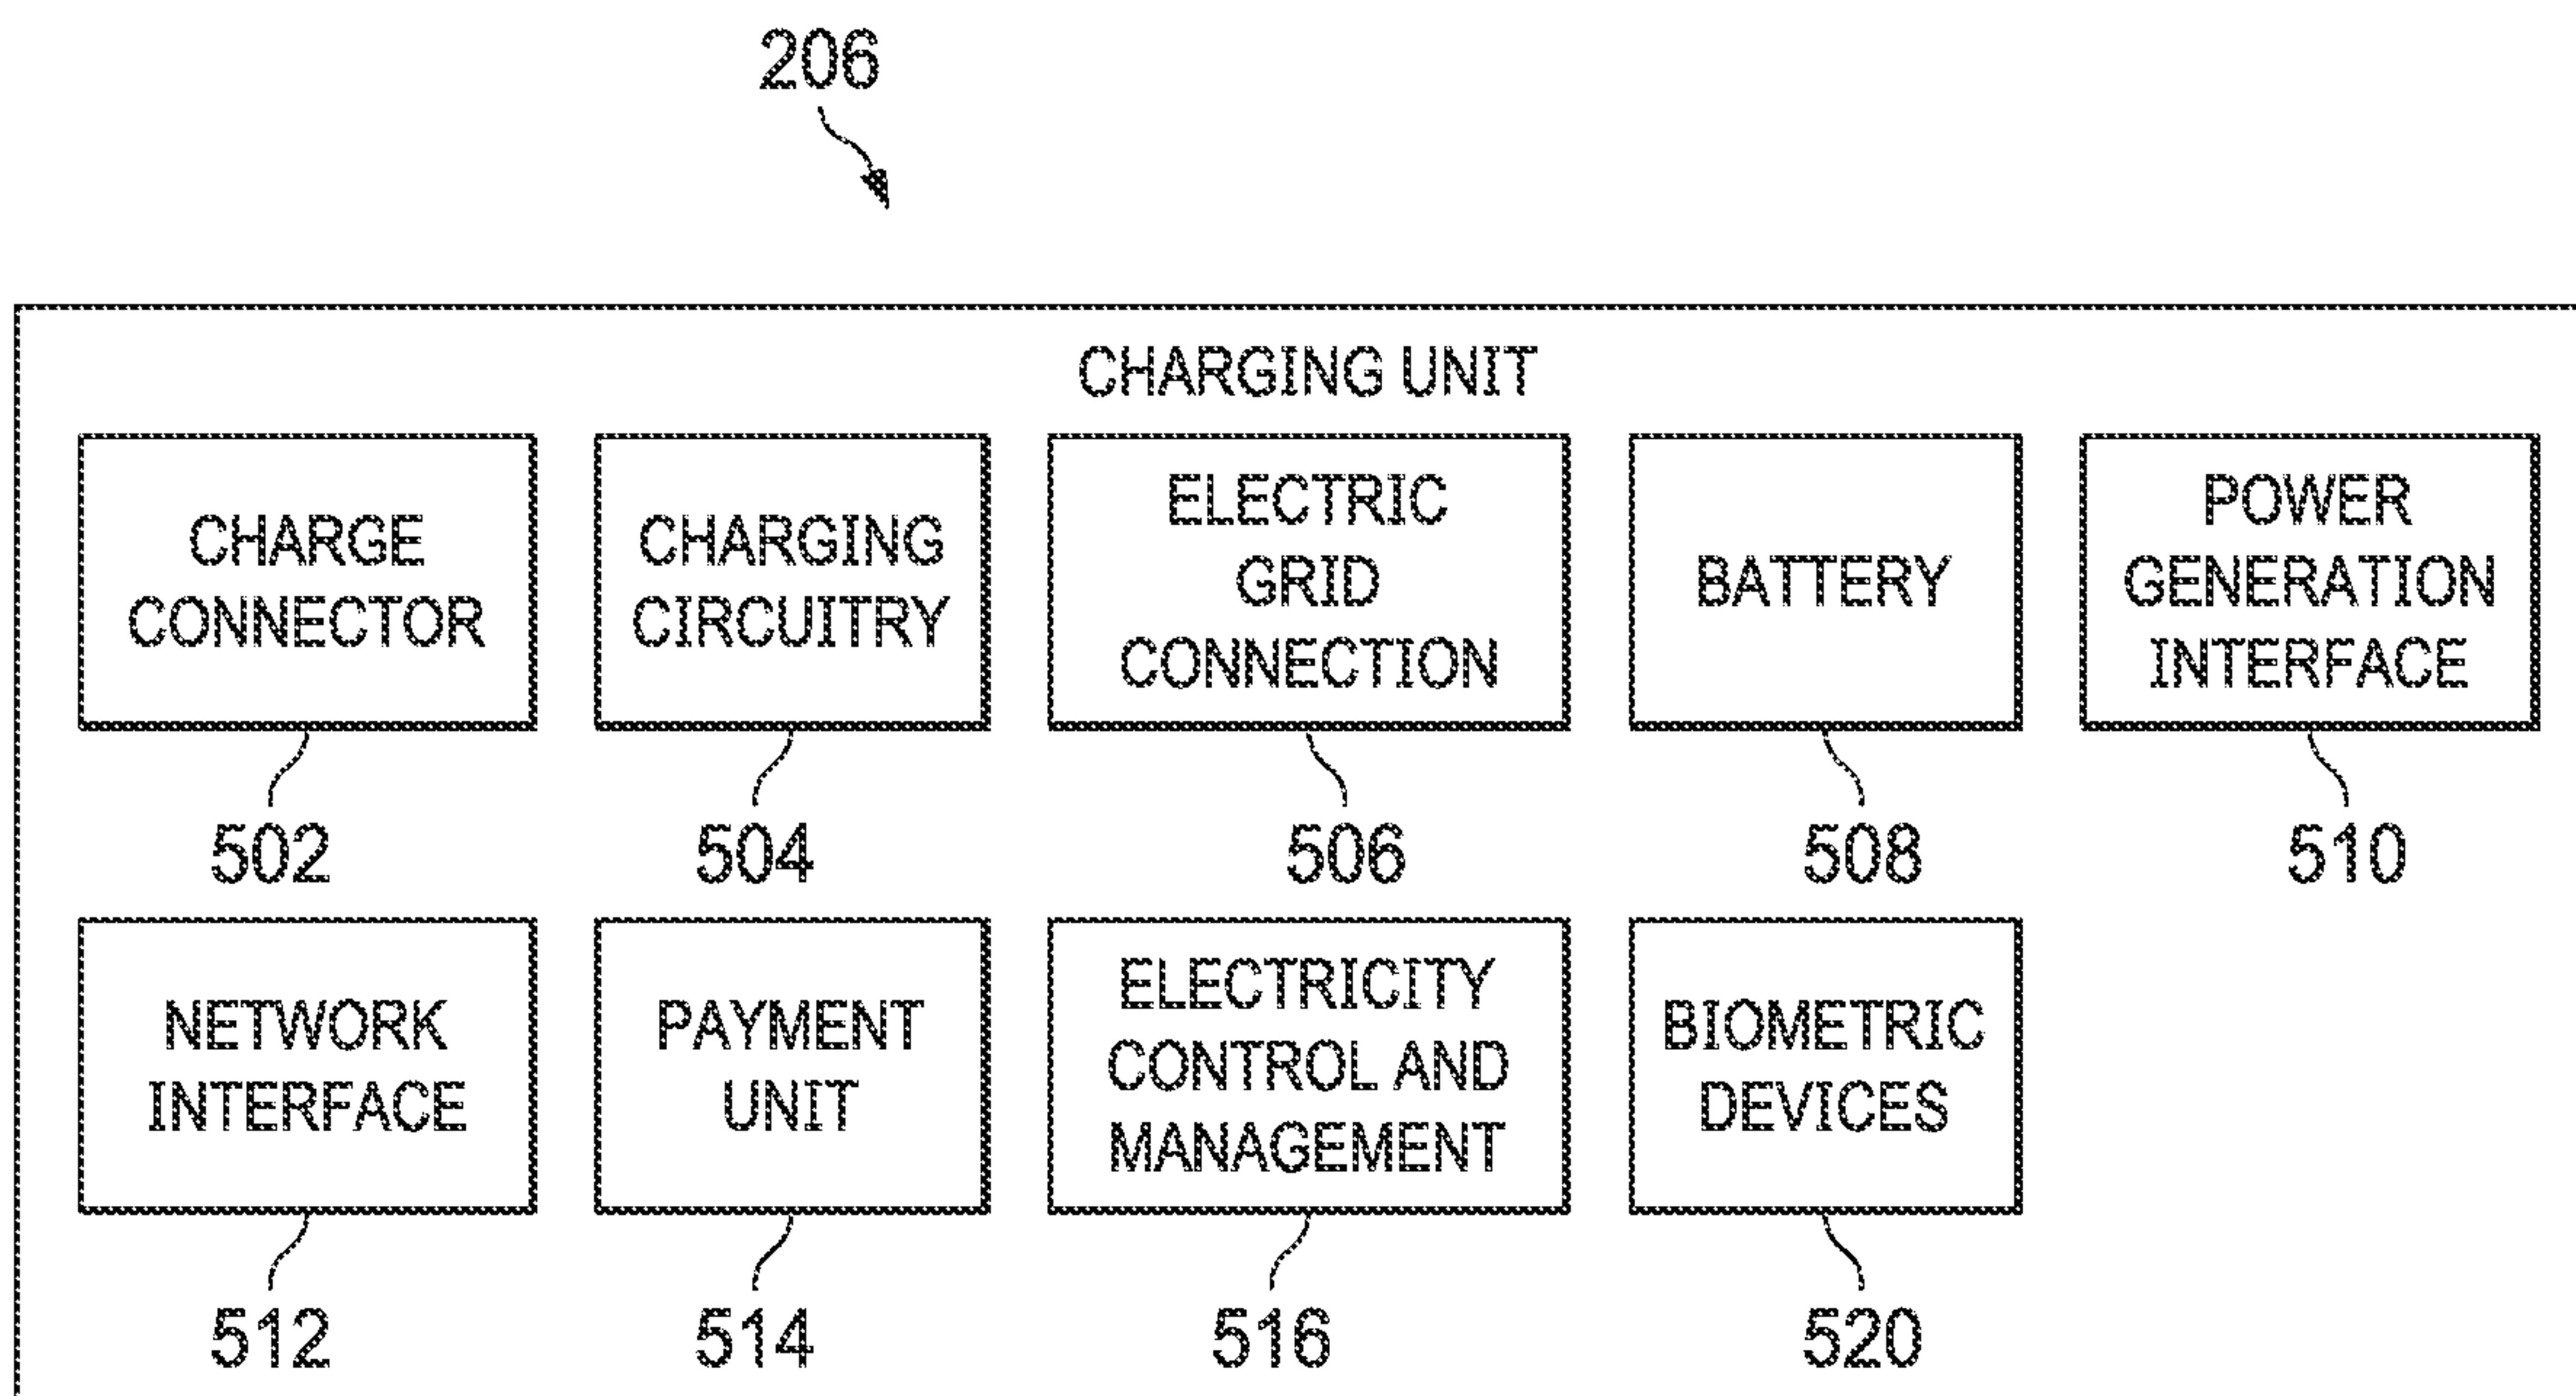 206
CHARGING UNIT
CHARGE
CONNECTOR
CHARGING
CIRCUITRY
ELECTRIC
GRID
CONNECTION
BATTERY
POWER
GENERATION
INTERFACE
502
504
506
508
510
NETWORK
INTERFACE
PAYMENT
UNIT
ELECTRICITY
CONTROL AND
MANAGEMENT
BIOMETRIC
DEVICES
512
514
516
520